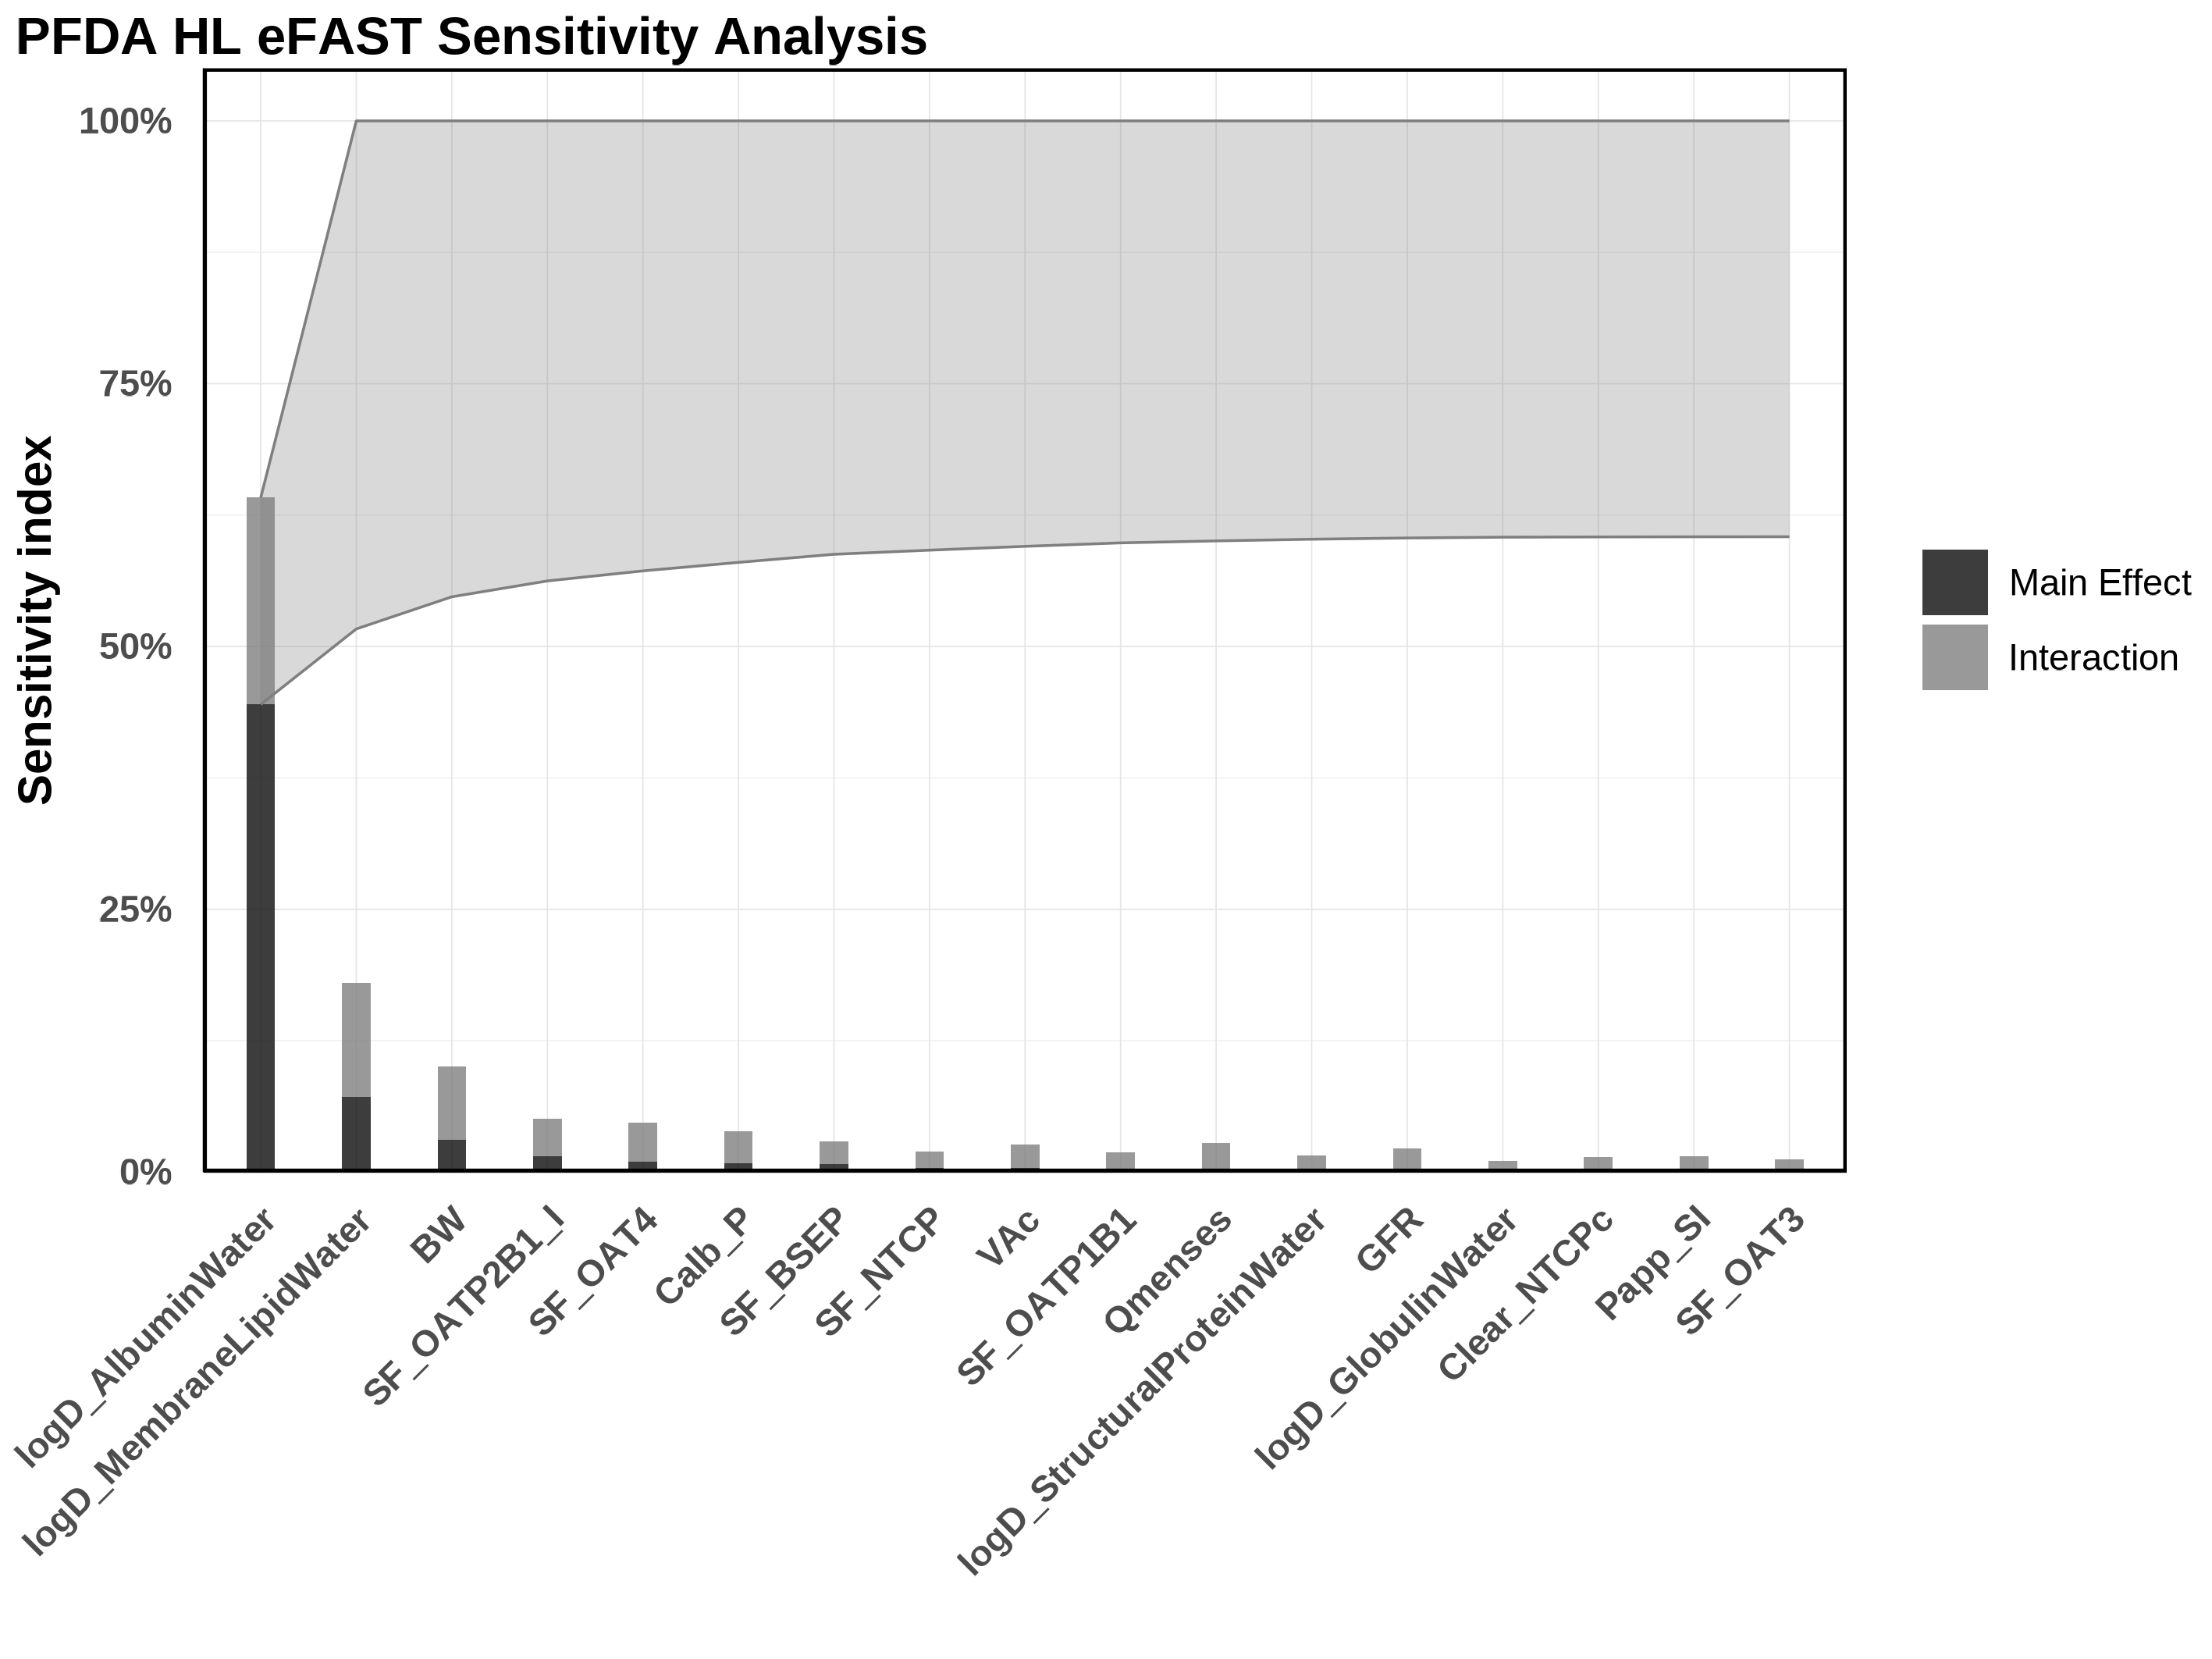 PFDA HL eFAST Sensitivity Analysis
Sensitivity index
100%
75%
50%
25%
0%
logD_AlbuminWater
logD_MembraneLipidWater
BW
SF_OATP2B1_I
SF_OAT4
Calb_P
SF_BSEP
SF_NTCP
VAc
SF_OATP1B1
Qmenses
logD_StructuralProteinWater
GFR
logD_GlobulinWater
Clear_NTCPc
Papp_SI
SF_OAT3
Main Effect
Interaction